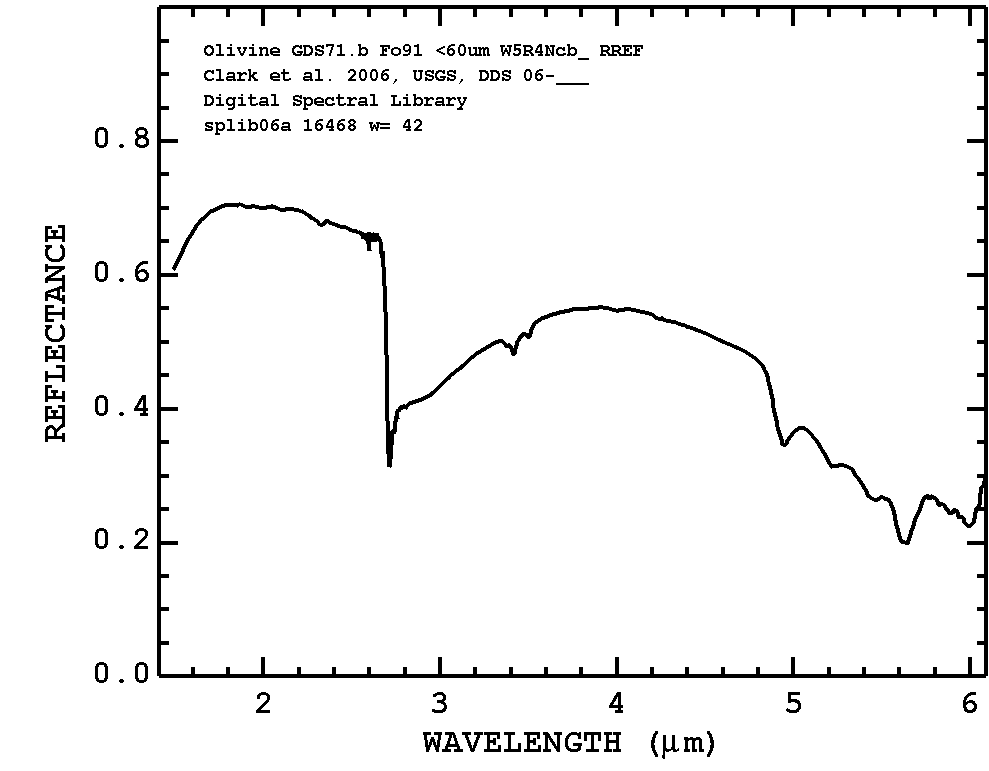 Olivine GDS71.b Fo91 <60um W5R4Ncb_ RREF
Clark et al. 2006, USGS, DDS 06-___
Digital Spectral Library
splib06a 16468 w= 42
0.8
0.6
0.4
0.2
0.0
REFLECTANCE
2 3 4 5 6
WAVELENGTH (μm)